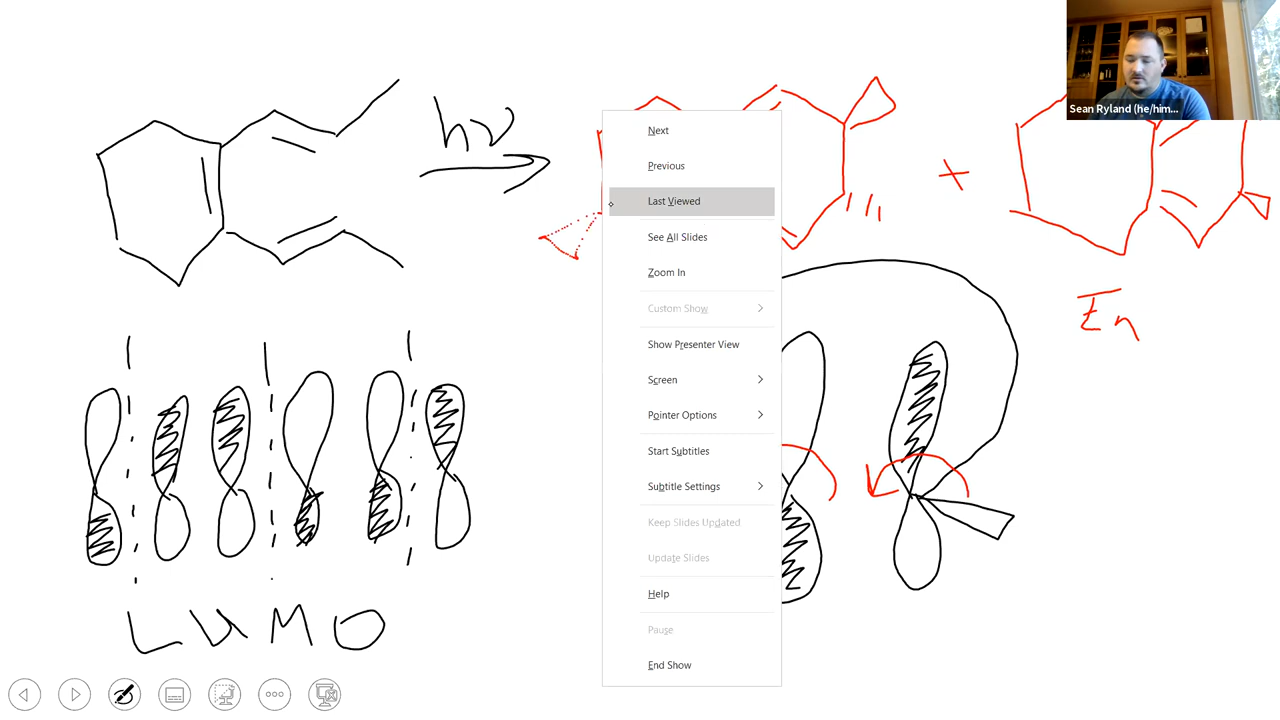 Sean Ryland (he/him...
hν
+
En
LUMO
Next
Previous
Last Viewed
See All Slides
Zoom In
Custom Show
Show Presenter View
Screen
Pointer Options
Start Subtitles
Subtitle Settings
Keep Slides Updated
Update Slides
Help
Pause
End Show